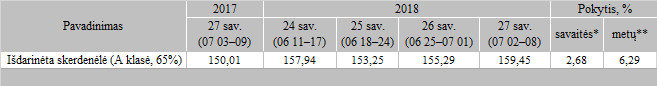 Pavadinimas 2017 2018 Pokytis, %
27 sav. (07 03–09) 24 sav. (06 11–17) 25 sav. (06 18–24) 26 sav. (06 25–07 01) 27 sav. (07 02–08) savaitės* metų**
Išdarinėta skerdenėlė (A klasė, 65%) 150,01 157,94 153,25 155,29 159,45 2,68 6,29